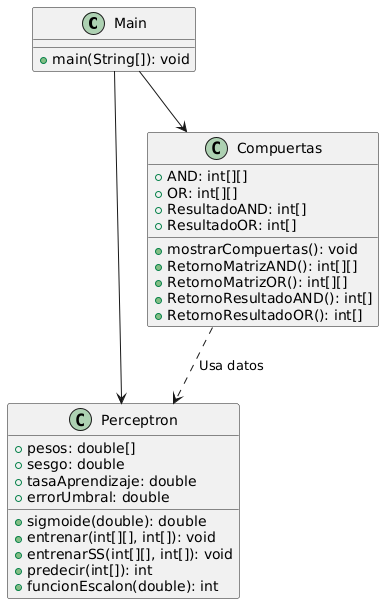 C Main
main(String[]): void
C Compuertas
AND: int[][]
OR: int[][]
ResultadoAND: int[]
ResultadoOR: int[]
mostrarCompuertas(): void
RetornoMatrizAND(): int[][]
RetornoMatrizOR(): int[][]
RetornoResultadoAND(): int[]
RetornoResultadoOR(): int[]
Usa datos
C Perceptron
pesos: double[]
sesgo: double
tasaAprendizaje: double
errorUmbral: double
sigmoide(double): double
entrenar(int[][], int[]): void
entrenarSS(int[][], int[]): void
predecir(int[]): int
funcionEscalon(double): int